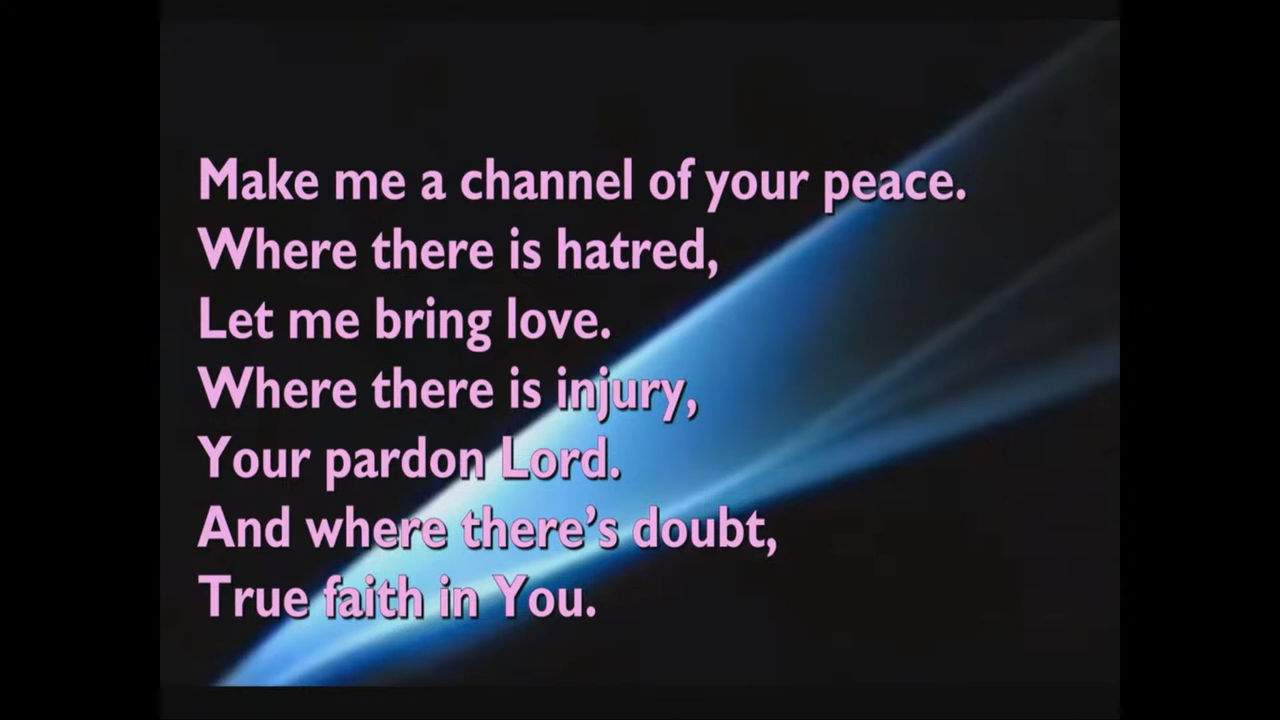 Make me a channel of your peace.
Where there is hatred,
Let me bring love.
Where there is injury,
Your pardon Lord.
And where there's doubt,
True faith in You.